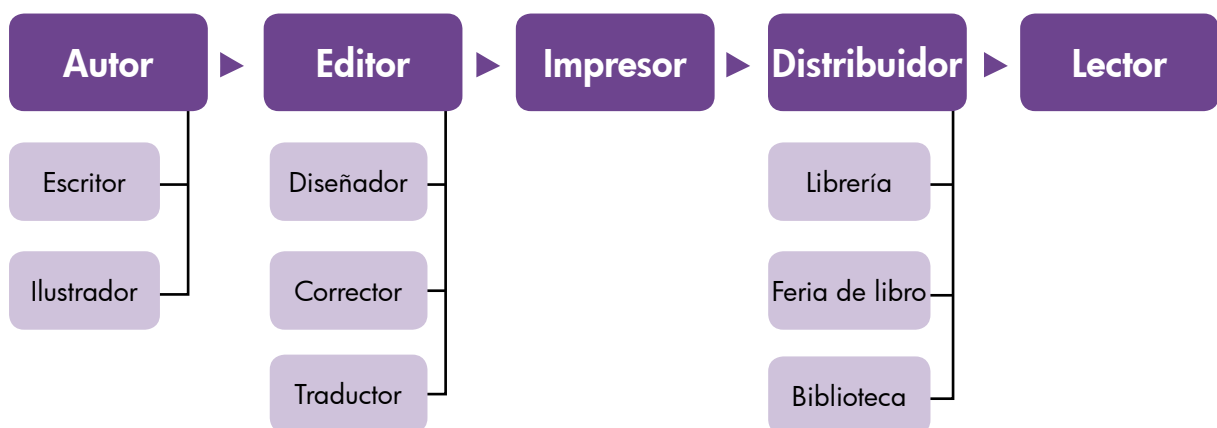 Autor
Editor
Impresor
Distribuidor
Lector
Escritor
Diseñador
Librería
Ilustrador
Corrector
Feria de libro
Traductor
Biblioteca